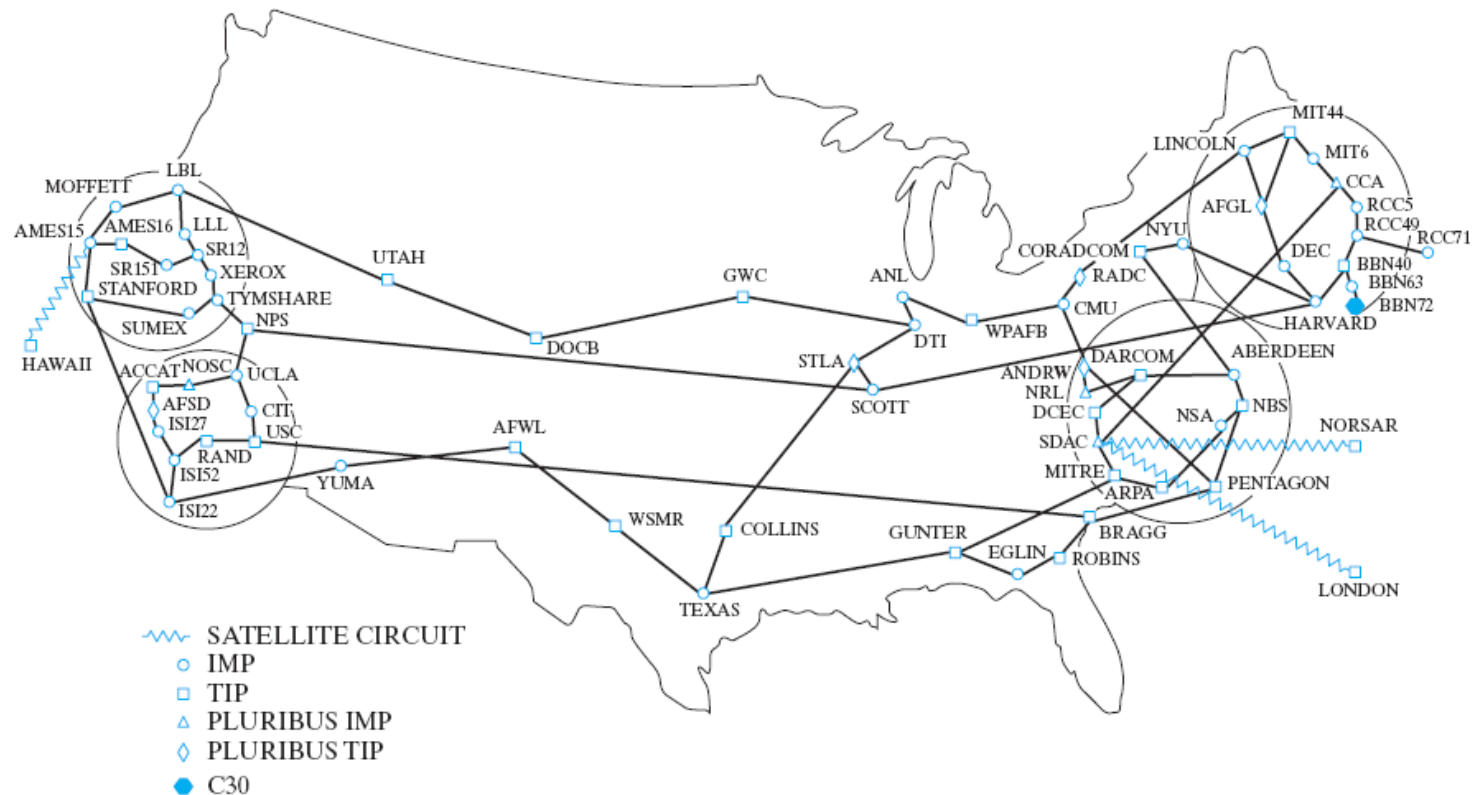 MIT44
LINCOLN
MIT6
LBL
MOFFETT
CCA
AMES16
LLL
AFGL
RCC5
AMES15
NYU
RCC49
RCC71
SR12
CORADCOM
DEC
SR151
XEROX
UTAH
GWC
ANL
RADC
BBN40
STANFORD
TYMSHARE
BBN63
SUMEX
NPS
CMU
BBN72
WPAFB
HARVARD
DTI
HAWAII
DOCB
STLA
DARCOM
ABERDEEN
ACCAT
NOSC
UCLA
ANDRW
NRL
AFSD
CIT
SCOTT
DCEC
NSA
NBS
ISI27
USC
AFWL
SDAC
NORSAR
RAND
ISI52
MITRE
YUMA
ARPA
PENTAGON
ISI22
WSMR
COLLINS
GUNTER
BRAGG
EGLIN
ROBINS
LONDON
TEXAS
SATELLITE CIRCUIT
IMP
TIP
PLURIBUS IMP
PLURIBUS TIP
C30